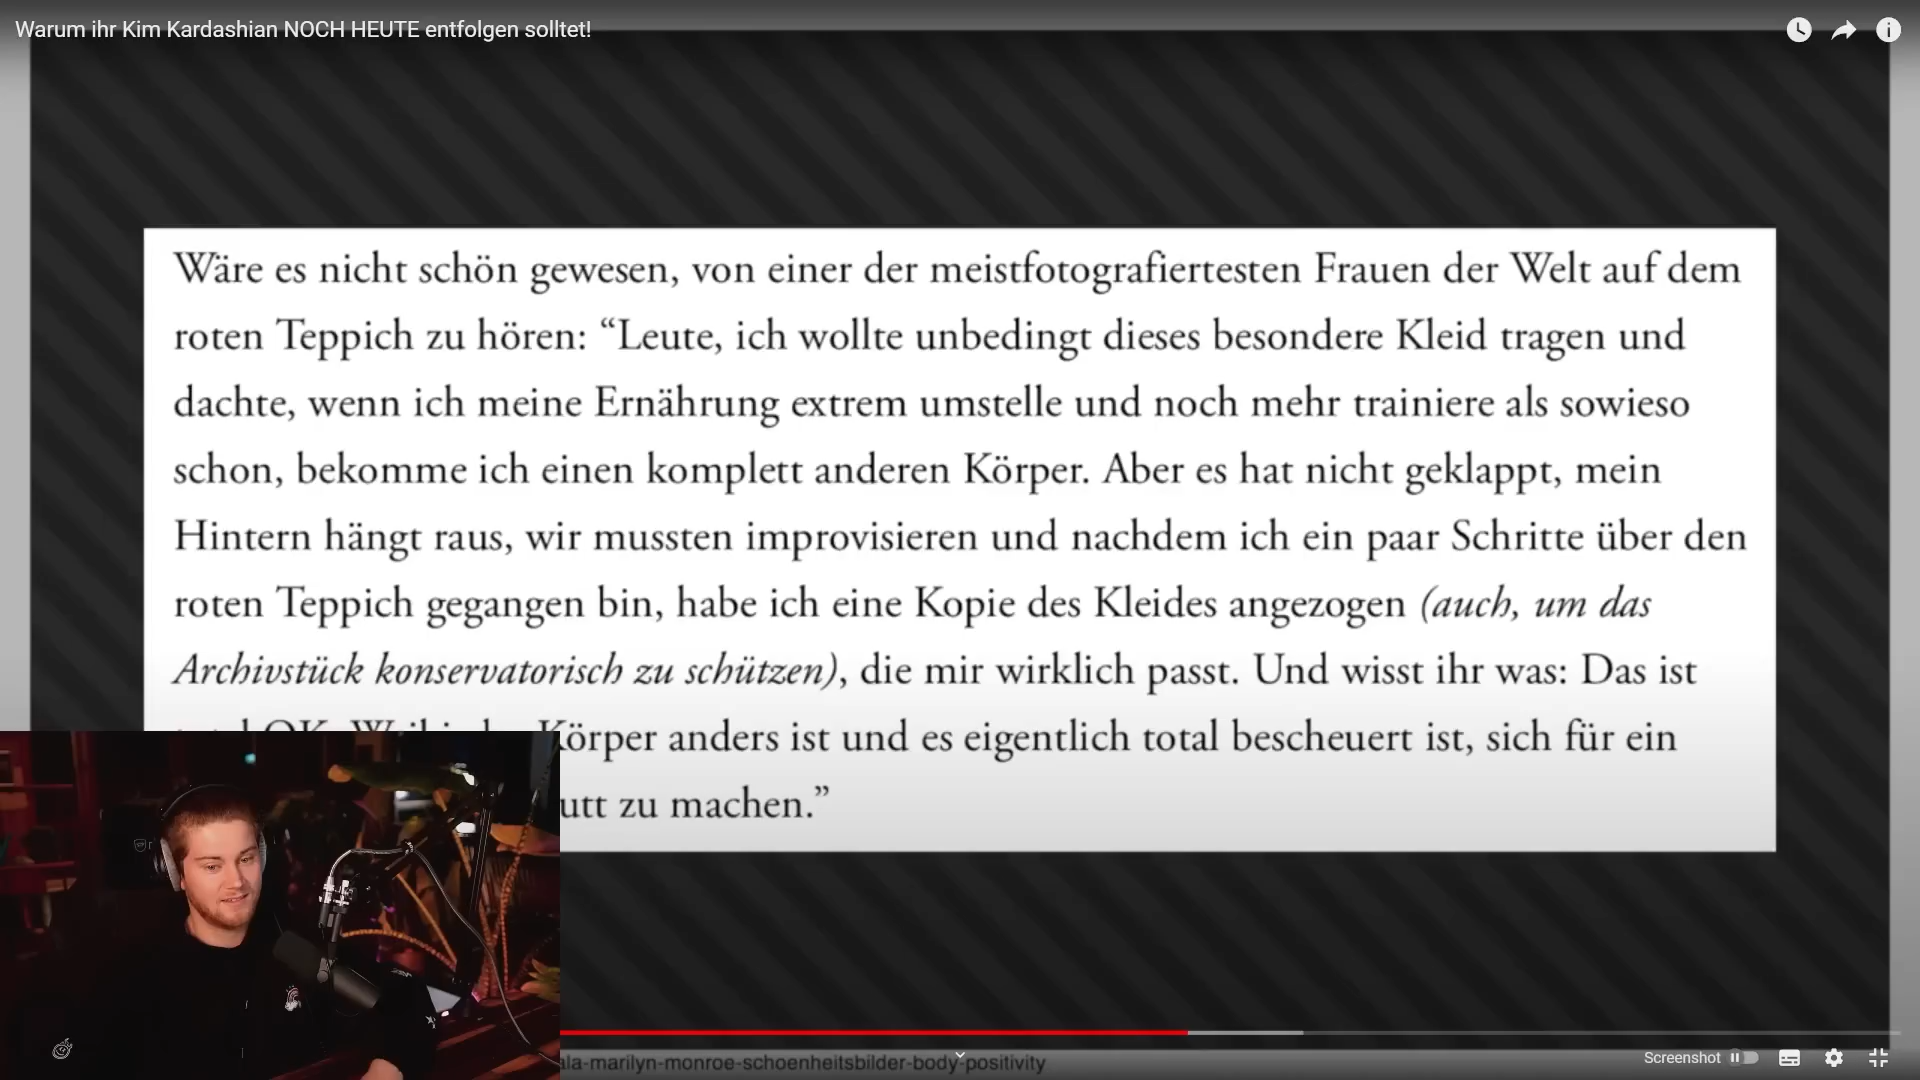 Warum ihr Kim Kardashian NOCH HEUTE entfolgen solltet!
Wäre es nicht schön gewesen, von einer der meistfotografiertesten Frauen der Welt auf dem
roten Teppich zu hören: “Leute, ich wollte unbedingt dieses besondere Kleid tragen und
dachte, wenn ich meine Ernährung extrem umstelle und noch mehr trainiere als sowieso
schon, bekomme ich einen komplett anderen Körper. Aber es hat nicht geklappt, mein
Hintern hängt raus, wir mussten improvisieren und nachdem ich ein paar Schritte über den
roten Teppich gegangen bin, habe ich eine Kopie des Kleides angezogen (auch, um das
Archivstück konservatorisch zu schützen), die mir wirklich passt. Und wisst ihr was: Das ist
OK. Weil jeder Körper anders ist und es eigentlich total bescheuert ist, sich für ein
utt zu machen.”
ala-marilyn-monroe-schoenheitsbilder-body-positivity
Screenshot